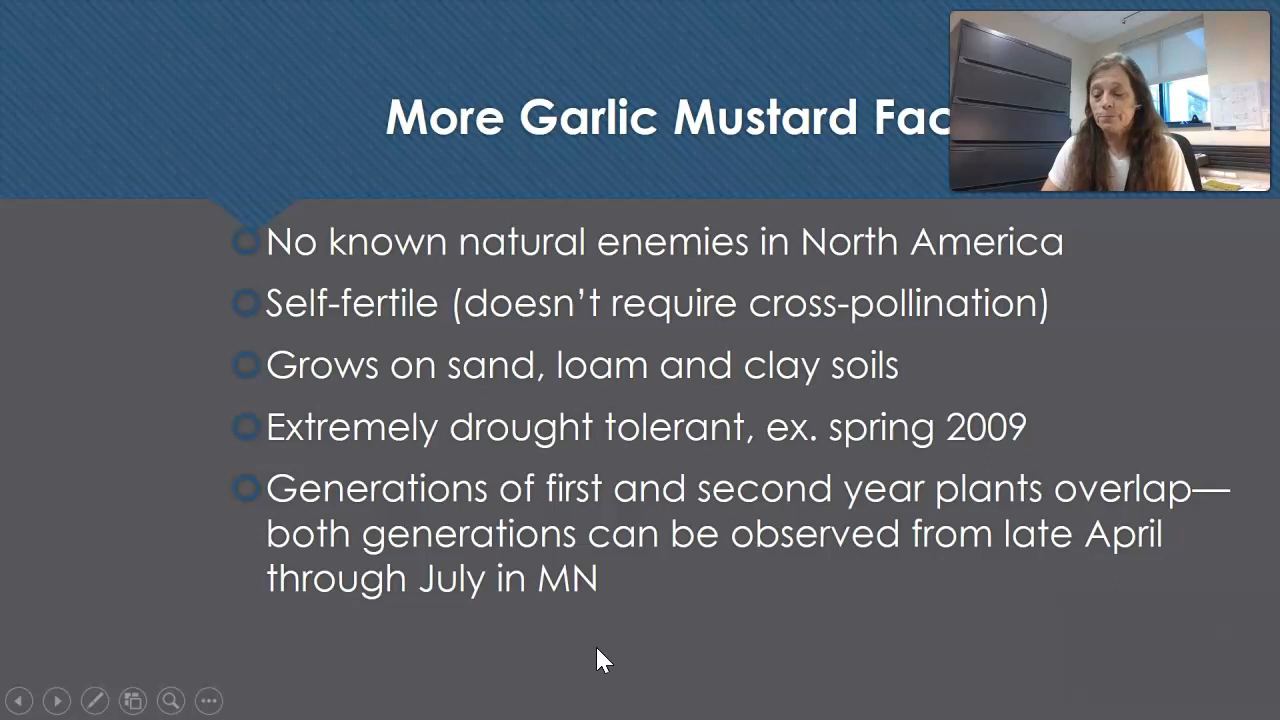 More Garlic Mustard Fac
No known natural enemies in North America
Self-fertile (doesn’t require cross-pollination)
Grows on sand, loam and clay soils
Extremely drought tolerant, ex. spring 2009
Generations of first and second year plants overlap—
both generations can be observed from late April
through July in MN